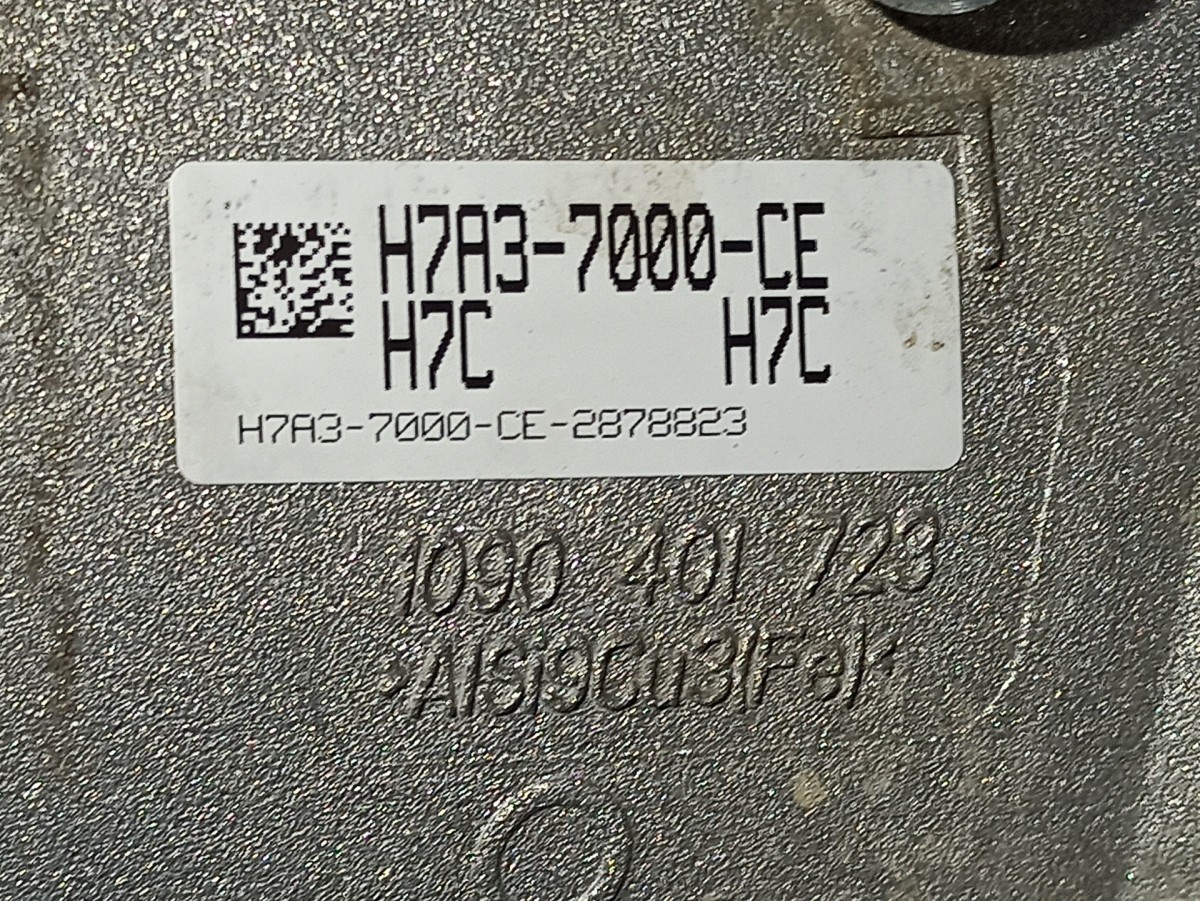 H7A3-7000-CE
H7C H7C
H7A3-7000-CE-2878823
1090 401 723
>AlSi9Cu3(Fe)<